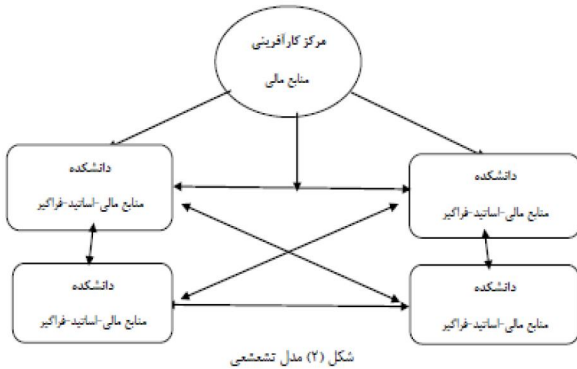 مرکز کارآفرینی
منابع مالی
دانشکده
منابع مالی-اساتید-فراگیر
دانشکده
منابع مالی-اساتید-فراگیر
دانشکده
منابع مالی-اساتید-فراگیر
دانشکده
منابع مالی-اساتید-فراگیر
شکل (۲) مدل تشعشعی